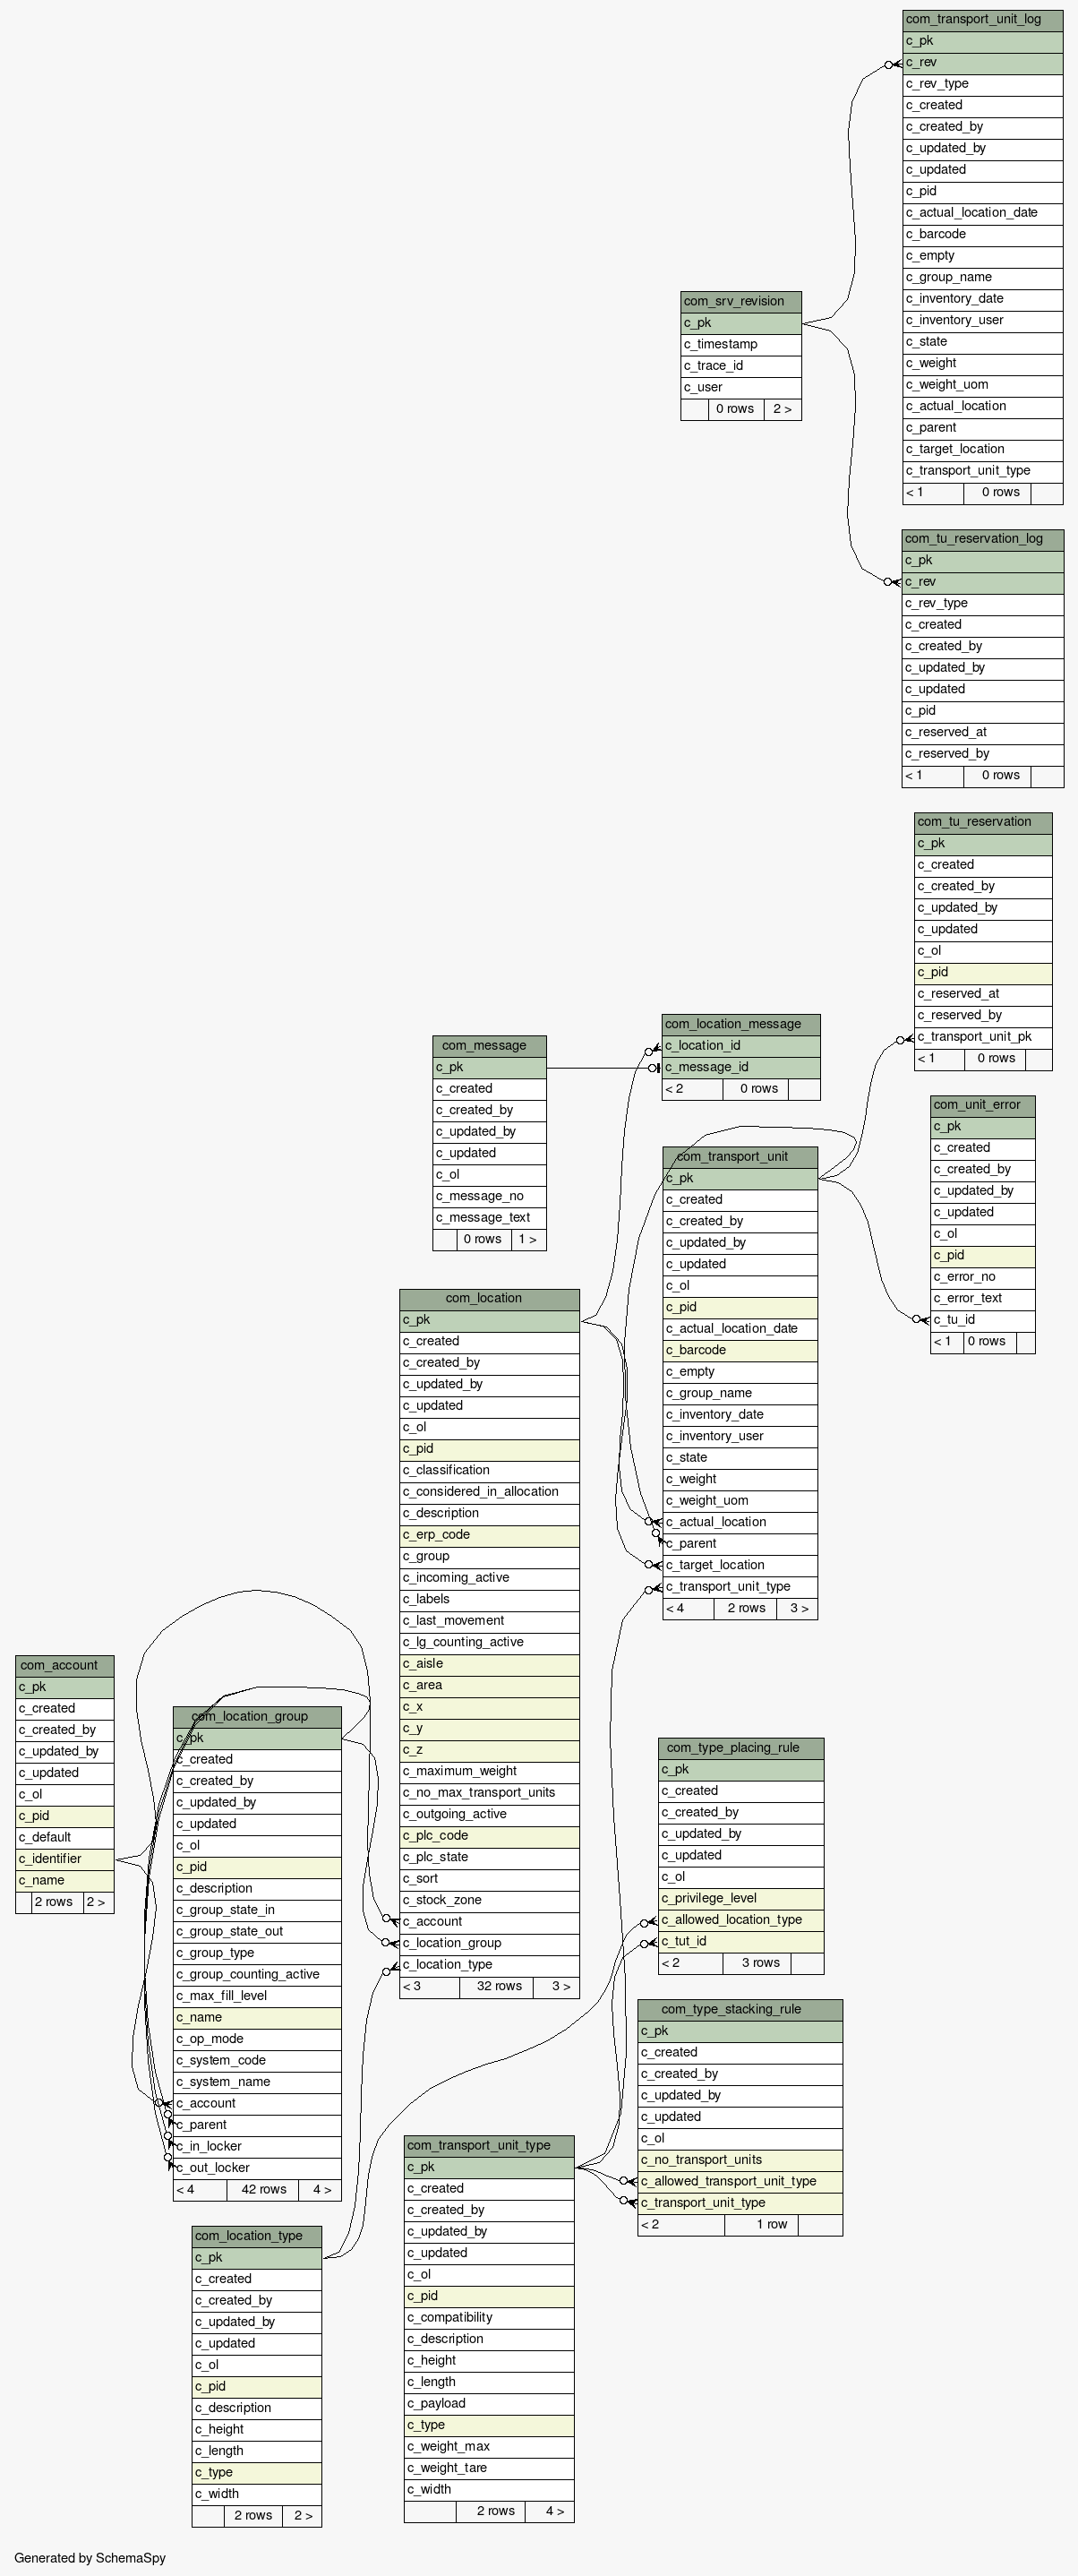 com_transport_unit_log
c_pk
c_rev
c_rev_type
c_created
c_created_by
c_updated_by
c_updated
c_pid
c_actual_location_date
c_barcode
c_empty
c_group_name
c_inventory_date
c_inventory_user
c_state
c_weight
c_weight_uom
c_actual_location
c_parent
c_target_location
c_transport_unit_type
< 1 0 rows
com_srv_revision
c_pk
c_timestamp
c_trace_id
c_user
0 rows 2 >
com_tu_reservation_log
c_pk
c_rev
c_rev_type
c_created
c_created_by
c_updated_by
c_updated
c_pid
c_reserved_at
c_reserved_by
< 1 0 rows
com_tu_reservation
c_pk
c_created
c_created_by
c_updated_by
c_updated
c_ol
c_pid
c_reserved_at
c_reserved_by
c_transport_unit_pk
< 1 0 rows
com_location_message
c_location_id
c_message_id
< 2 0 rows
com_message
c_pk
c_created
c_created_by
c_updated_by
c_updated
c_ol
c_message_no
c_message_text
0 rows 1 >
com_unit_error
c_pk
c_created
c_created_by
c_updated_by
c_updated
c_ol
c_pid
c_error_no
c_error_text
c_tu_id
< 1 0 rows
com_transport_unit
c_pk
c_created
c_created_by
c_updated_by
c_updated
c_ol
c_pid
c_actual_location_date
c_barcode
c_empty
c_group_name
c_inventory_date
c_inventory_user
c_state
c_weight
c_weight_uom
c_actual_location
c_parent
c_target_location
c_transport_unit_type
< 4 2 rows 3 >
com_location
c_pk
c_created
c_created_by
c_updated_by
c_updated
c_ol
c_pid
c_classification
c_considered_in_allocation
c_description
c_erp_code
c_group
c_incoming_active
c_labels
c_last_movement
c_lg_counting_active
c_aisle
c_area
c_x
c_y
c_z
c_maximum_weight
c_no_max_transport_units
c_outgoing_active
c_plc_code
c_plc_state
c_sort
c_stock_zone
c_account
c_location_group
c_location_type
< 3 32 rows 3 >
com_account
c_pk
c_created
c_created_by
c_updated_by
c_updated
c_ol
c_pid
c_default
c_identifier
c_name
2 rows 2 >
com_location_group
c_pk
c_created
c_created_by
c_updated_by
c_updated
c_ol
c_pid
c_description
c_group_state_in
c_group_state_out
c_group_type
c_group_counting_active
c_max_fill_level
c_name
c_op_mode
c_system_code
c_system_name
c_account
c_parent
c_in_locker
c_out_locker
< 4 42 rows 4 >
com_type_placing_rule
c_pk
c_created
c_created_by
c_updated_by
c_updated
c_ol
c_privilege_level
c_allowed_location_type
c_tut_id
< 2 3 rows
com_type_stacking_rule
c_pk
c_created
c_created_by
c_updated_by
c_updated
c_ol
c_no_transport_units
c_allowed_transport_unit_type
c_transport_unit_type
< 2 1 row
com_transport_unit_type
c_pk
c_created
c_created_by
c_updated_by
c_updated
c_ol
c_pid
c_compatibility
c_description
c_height
c_length
c_payload
c_type
c_weight_max
c_weight_tare
c_width
2 rows 4 >
com_location_type
c_pk
c_created
c_created_by
c_updated_by
c_updated
c_ol
c_pid
c_description
c_height
c_length
c_type
c_width
2 rows 2 >
Generated by SchemaSpy